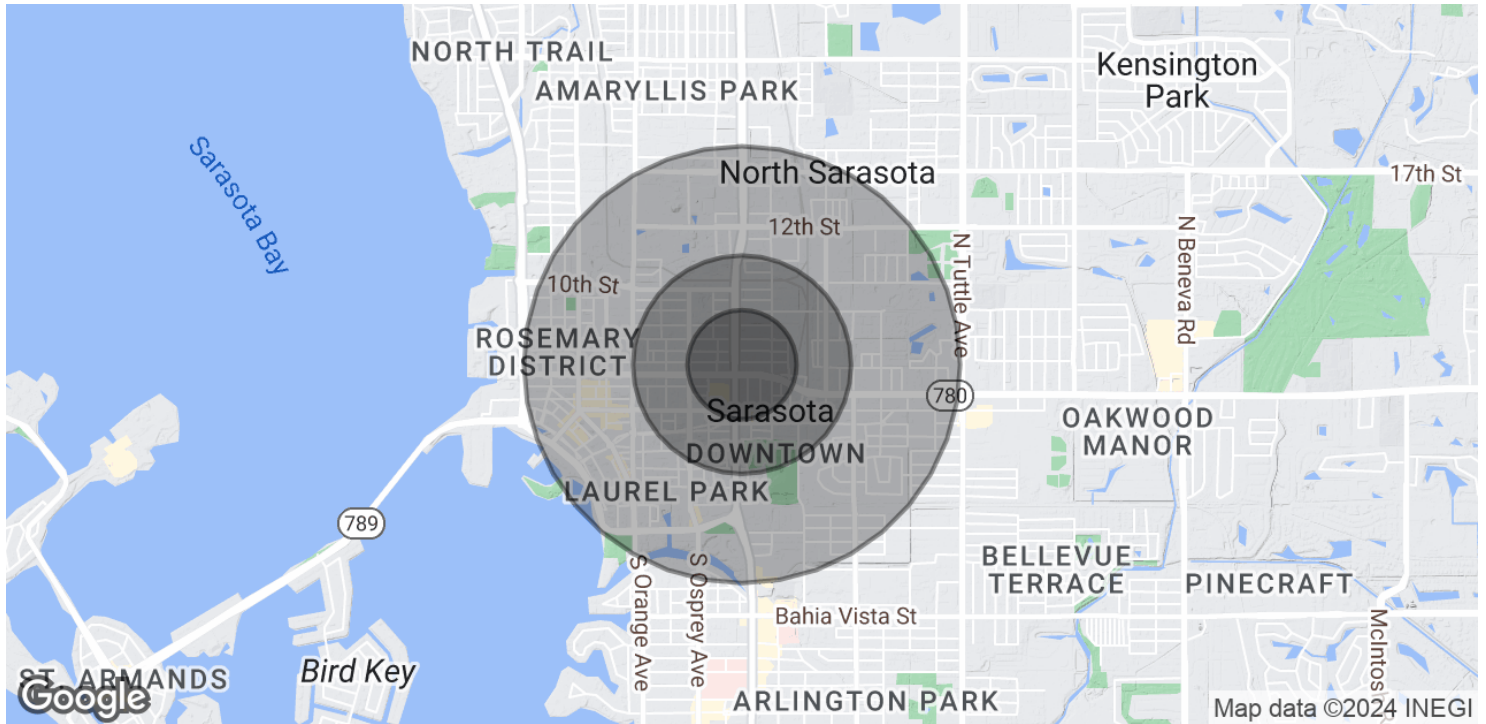 NORTH TRAIL
AMARYLLIS PARK
Kensington
Park
Sarasota Bay
North Sarasota
17th St
12th St
N Tuttle Ave
N Beneva Rd
10th St
ROSEMARY
DISTRICT
780
Sarasota
OAKWOOD
MANOR
DOWNTOWN
LAUREL PARK
789
S Orange Ave
S Osprey Ave
BELLEVUE
TERRACE
PINECRAFT
Bahia Vista St
ST. ARMANDS
Bird Key
ARLINGTON PARK
Google
Map data ©2024 INEGI